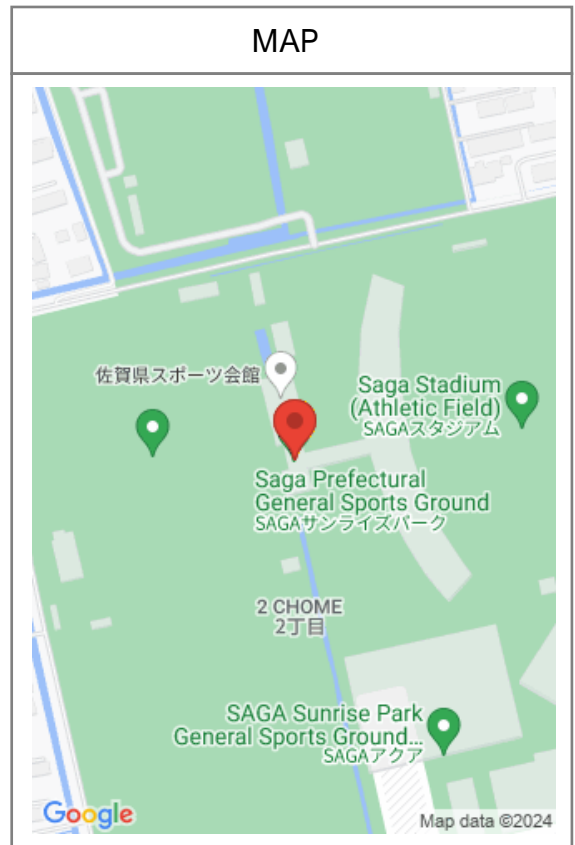 MAP
佐賀県スポーツ会館
Saga Stadium
(Athletic Field)
SAGAスタジアム
Saga Prefectural
General Sports Ground
SAGAサンライズパーク
2 CHOME
2丁目
SAGA Sunrise Park
General Sports Ground...
SAGAアクア
Google
Map data ©2024